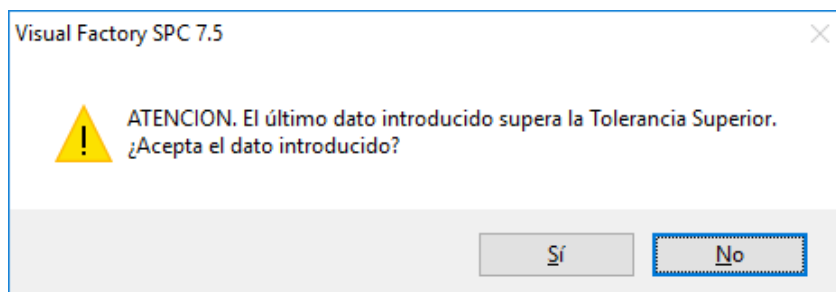 Visual Factory SPC 7.5
ATENCION. El último dato introducido supera la Tolerancia Superior.
¿Acepta el dato introducido?
Sí
No